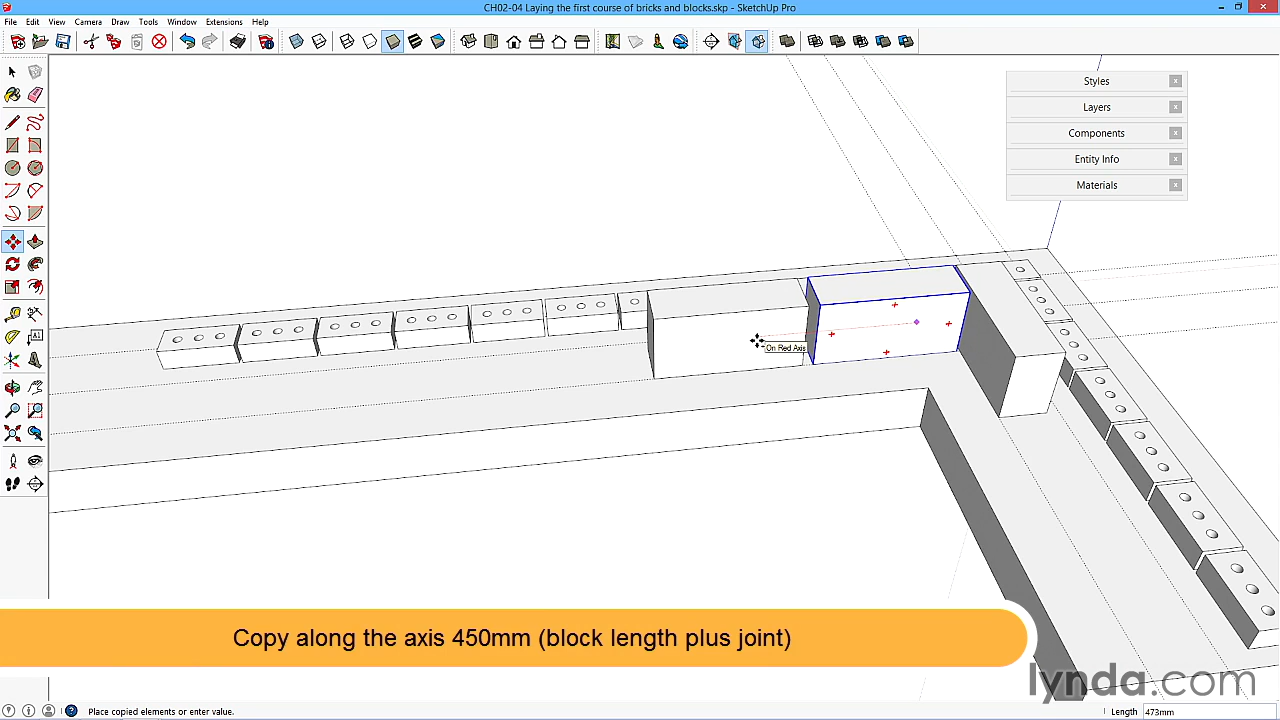 CH02-04 Laying the first course of bricks and blocks.skp - SketchUp Pro
File Edit View Camera Draw Tools Window Extensions Help
Styles
Layers
Components
Entity Info
Materials
On Red Axis
Copy along the axis 450mm (block length plus joint)
lynda.com
Place copied elements or enter value.
Length 473mm